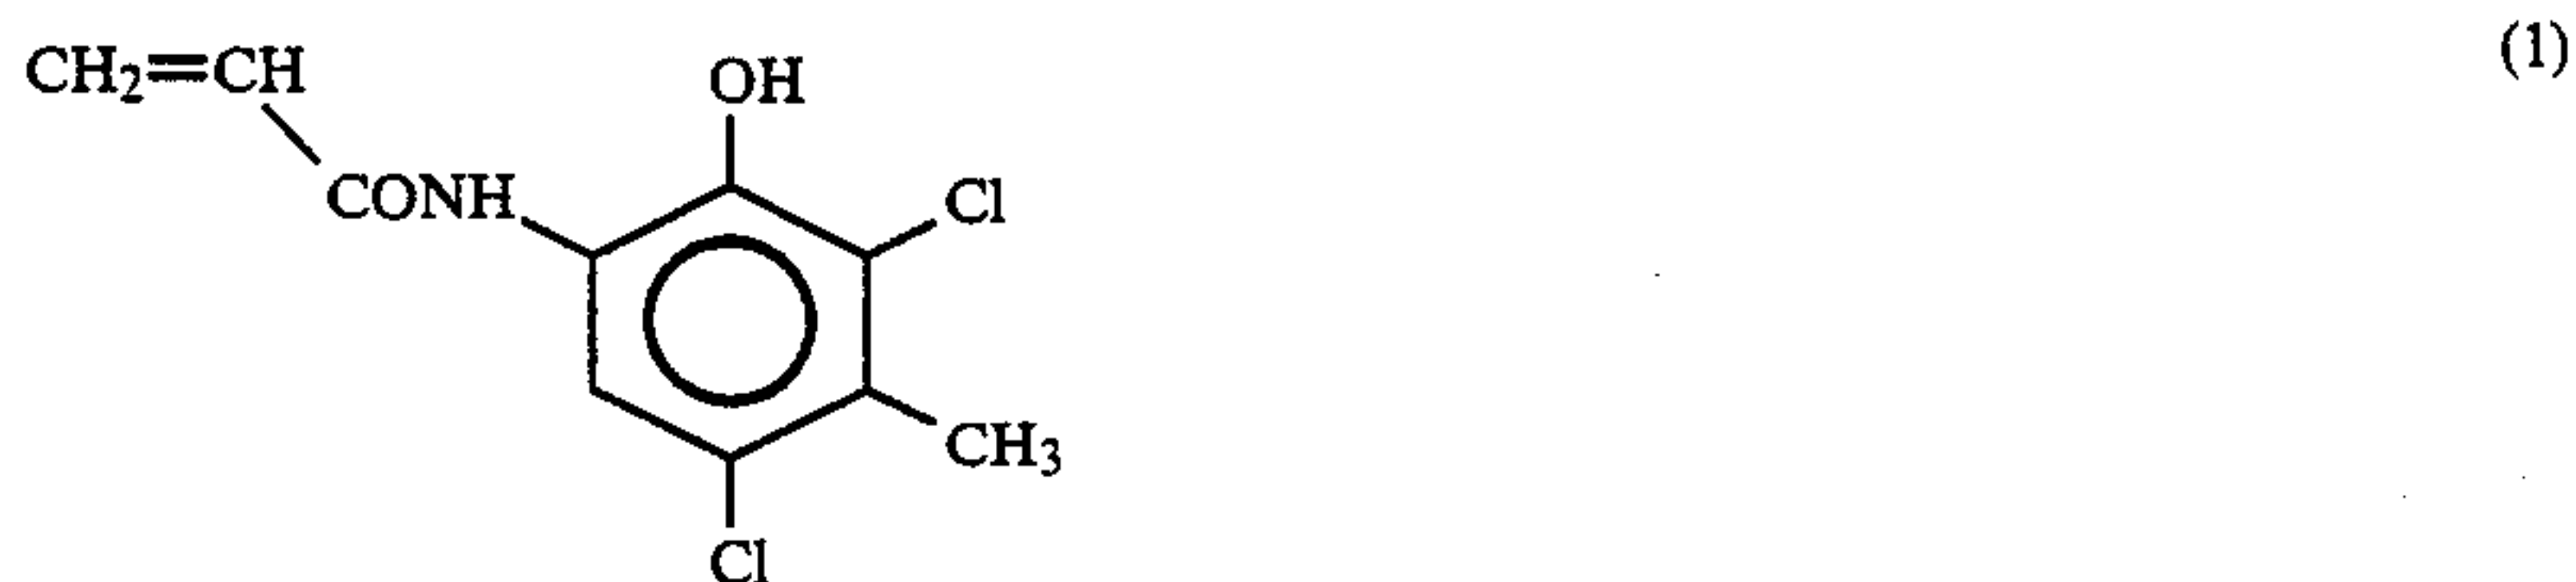 CH₂=CH OH (1)
CONH Cl
CH₃
Cl